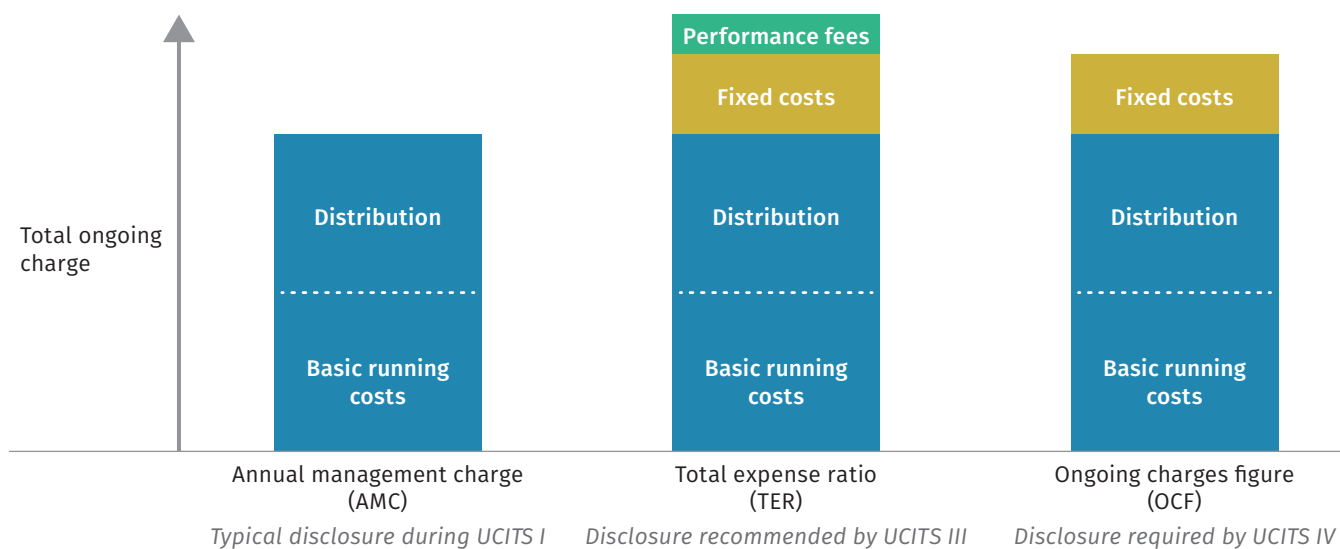 Total ongoing
charge
Distribution
Basic running
costs
Performance fees
Fixed costs
Distribution
Basic running
costs
Fixed costs
Distribution
Basic running
costs
Annual management charge
(AMC)
Typical disclosure during UCITS I
Total expense ratio
(TER)
Disclosure recommended by UCITS III
Ongoing charges figure
(OCF)
Disclosure required by UCITS IV